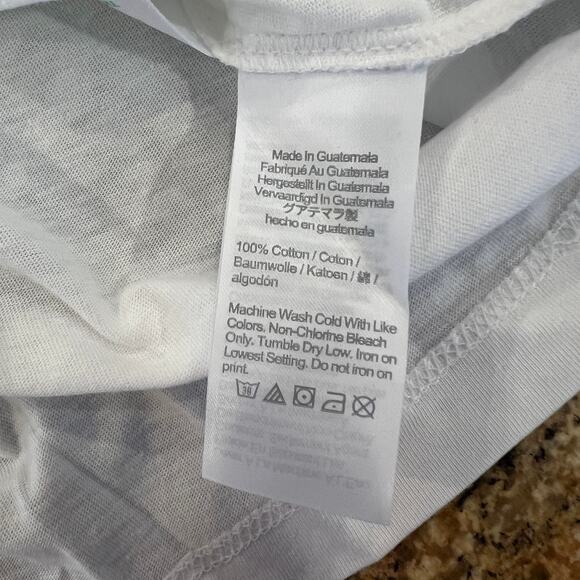 Made In Guatemala
Fabriqué Au Guatemala
Hergestellt In Guatemala
Vervaardigd In Guatemala
グアテマラ製
hecho en guatemala
100% Cotton / Coton /
Baumwolle / Katoen / 綿 /
algodón
Machine Wash Cold With Like
Colors. Non-Chlorine Bleach
Only. Tumble Dry Low. Iron on
Lowest Setting. Do not iron on
print.
30